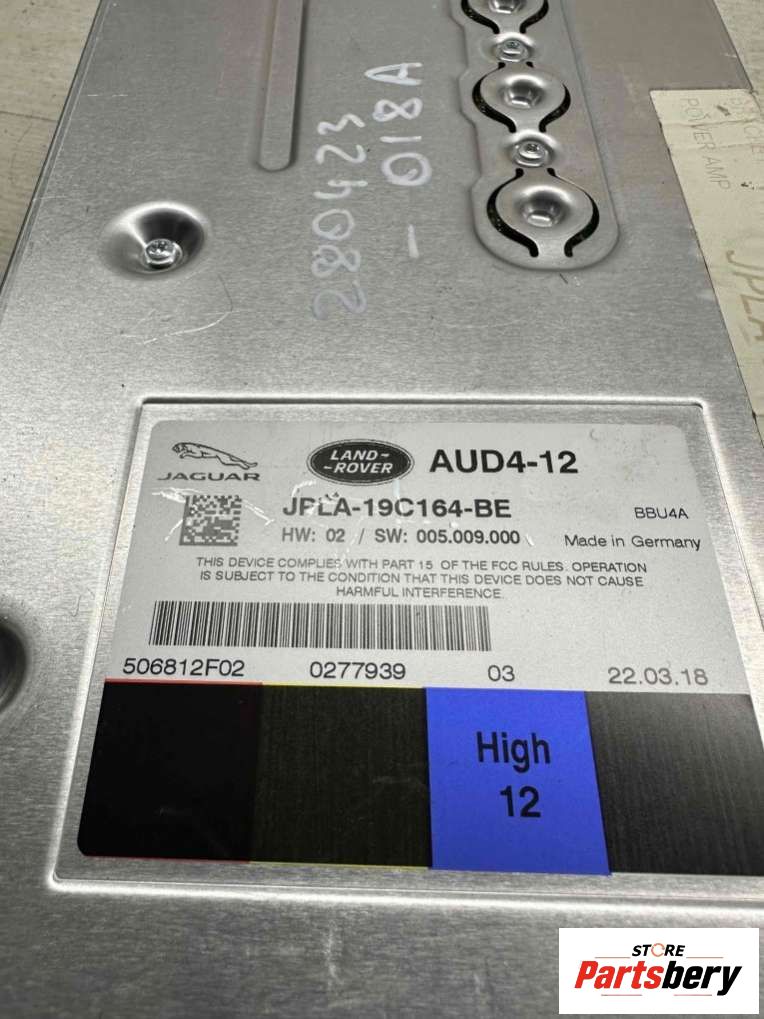 280423
- 018A
POWER AMP
JPLA
JAGUAR
LAND-
-ROVER
AUD4-12
JPLA-19C164-BE
BBU4A
HW: 02 / SW: 005.009.000
Made in Germany
THIS DEVICE COMPLIES WITH PART 15 OF THE FCC RULES. OPERATION
IS SUBJECT TO THE CONDITION THAT THIS DEVICE DOES NOT CAUSE
HARMFUL INTERFERENCE
506812F02 0277939 03 22.03.18
High
12
STORE
Partsbery